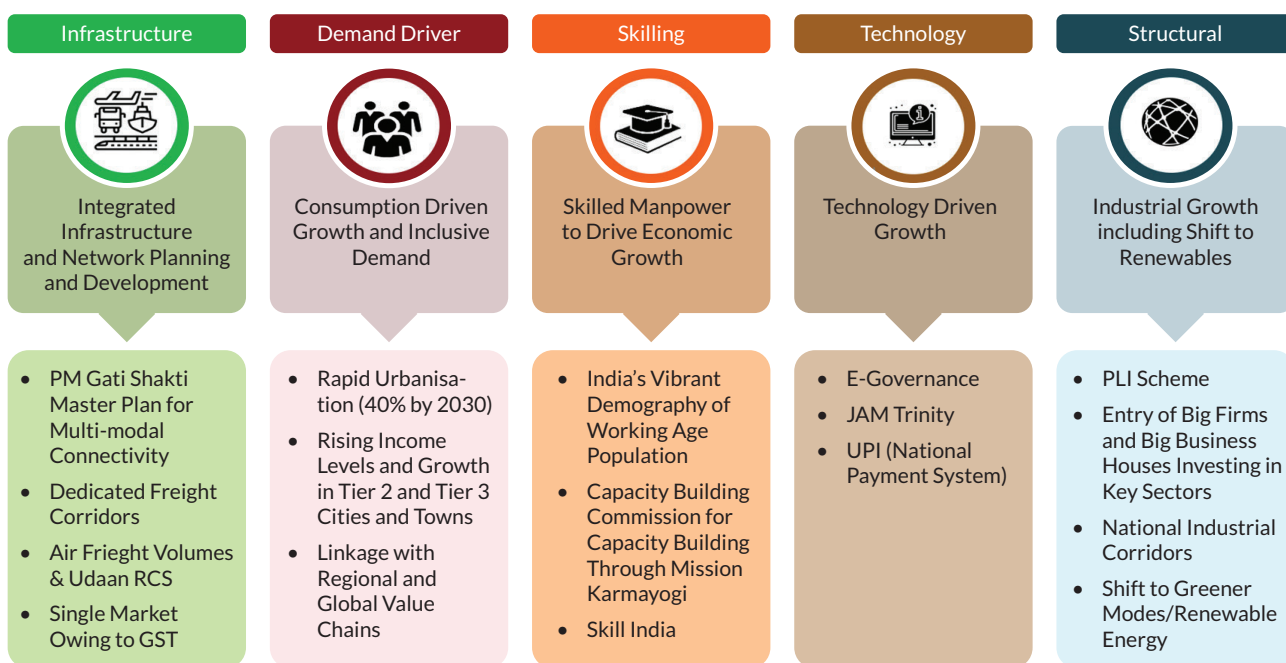 Infrastructure
Integrated
Infrastructure
and Network Planning
and Development
• PM Gati Shakti
Master Plan for
Multi-modal
Connectivity
• Dedicated Freight
Corridors
• Air Frieght Volumes
& Udaan RCS
• Single Market
Owing to GST
Demand Driver
Consumption Driven
Growth and Inclusive
Demand
• Rapid Urbanisa-
tion (40% by 2030)
• Rising Income
Levels and Growth
in Tier 2 and Tier 3
Cities and Towns
• Linkage with
Regional and
Global Value
Chains
Skilling
Skilled Manpower
to Drive Economic
Growth
• India's Vibrant
Demography of
Working Age
Population
• Capacity Building
Commission for
Capacity Building
Through Mission
Karmayogi
• Skill India
Technology
Technology Driven
Growth
• E-Governance
• JAM Trinity
• UPI (National
Payment System)
Structural
Industrial Growth
including Shift to
Renewables
• PLI Scheme
• Entry of Big Firms
and Big Business
Houses Investing in
Key Sectors
• National Industrial
Corridors
• Shift to Greener
Modes/Renewable
Energy